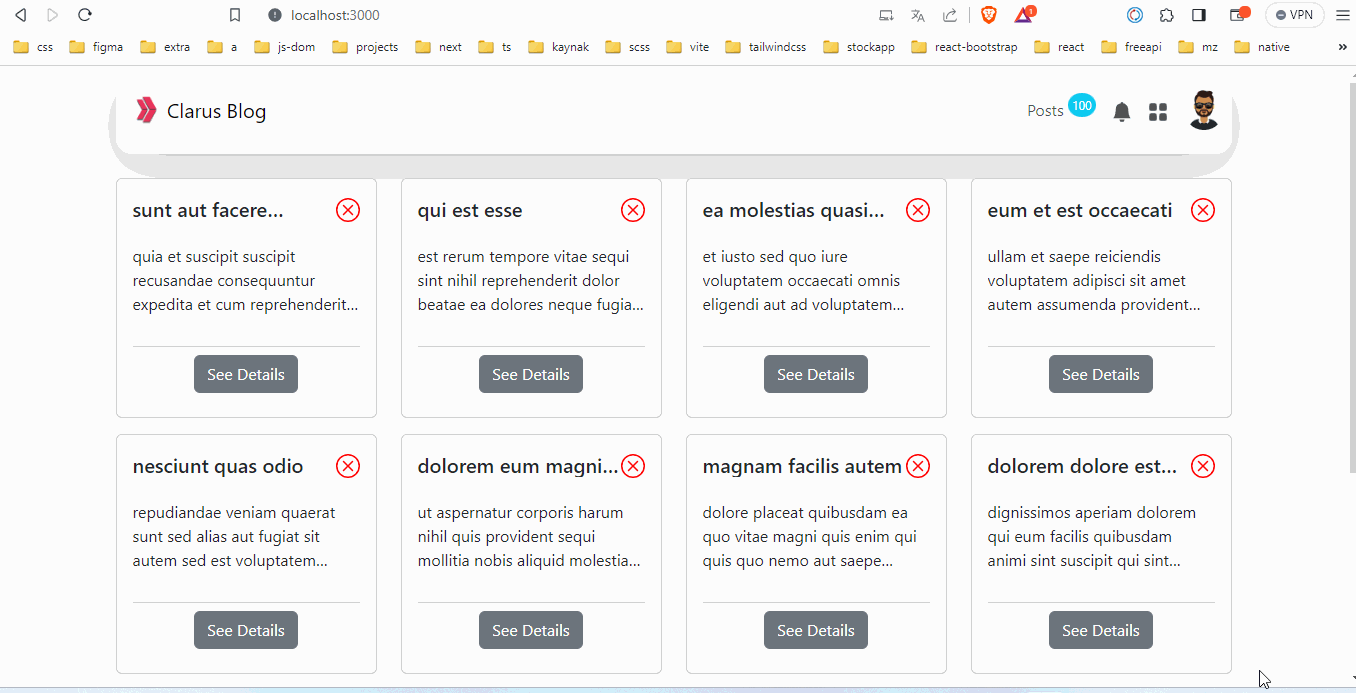 localhost:3000
1
VPN
css figma extra a js-dom projects next ts kaynak scss vite tailwindcss stockapp react-bootstrap react freeapi mz native »
Clarus Blog
Posts 100
sunt aut facere...
quia et suscipit suscipit
recusandae consequuntur
expedita et cum reprehenderit...
See Details
qui est esse
est rerum tempore vitae sequi
sint nihil reprehenderit dolor
beatae ea dolores neque fugia...
See Details
ea molestias quasi...
et iusto sed quo iure
voluptatem occaecati omnis
eligendi aut ad voluptatem...
See Details
eum et est occaecati
ullam et saepe reiciendis
voluptatem adipisci sit amet
autem assumenda provident...
See Details
nesciunt quas odio
repudiandae veniam quaerat
sunt sed alias aut fugiat sit
autem sed est voluptatem...
See Details
dolorem eum magni...
ut aspernatur corporis harum
nihil quis provident sequi
mollitia nobis aliquid molestia...
See Details
magnam facilis autem
dolore placeat quibusdam ea
quo vitae magni quis enim qui
quis quo nemo aut saepe...
See Details
dolorem dolore est...
dignissimos aperiam dolorem
qui eum facilis quibusdam
animi sint suscipit qui sint...
See Details